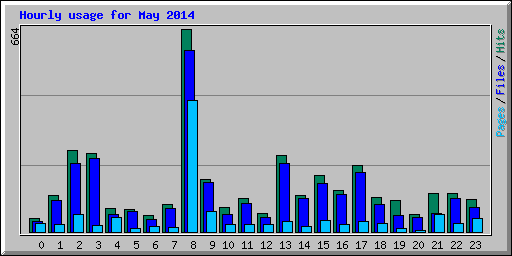 Hourly usage for May 2014
664
Pages / Files / Hits
0 1 2 3 4 5 6 7 8 9 10 11 12 13 14 15 16 17 18 19 20 21 22 23